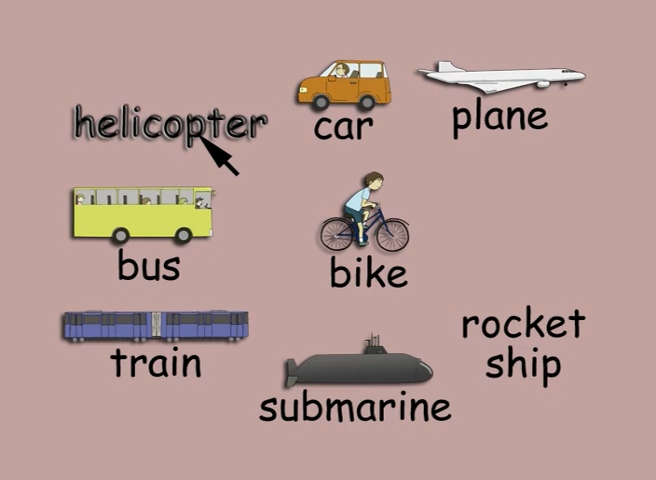 helicopter
car
plane
bus
bike
train
rocket
ship
submarine